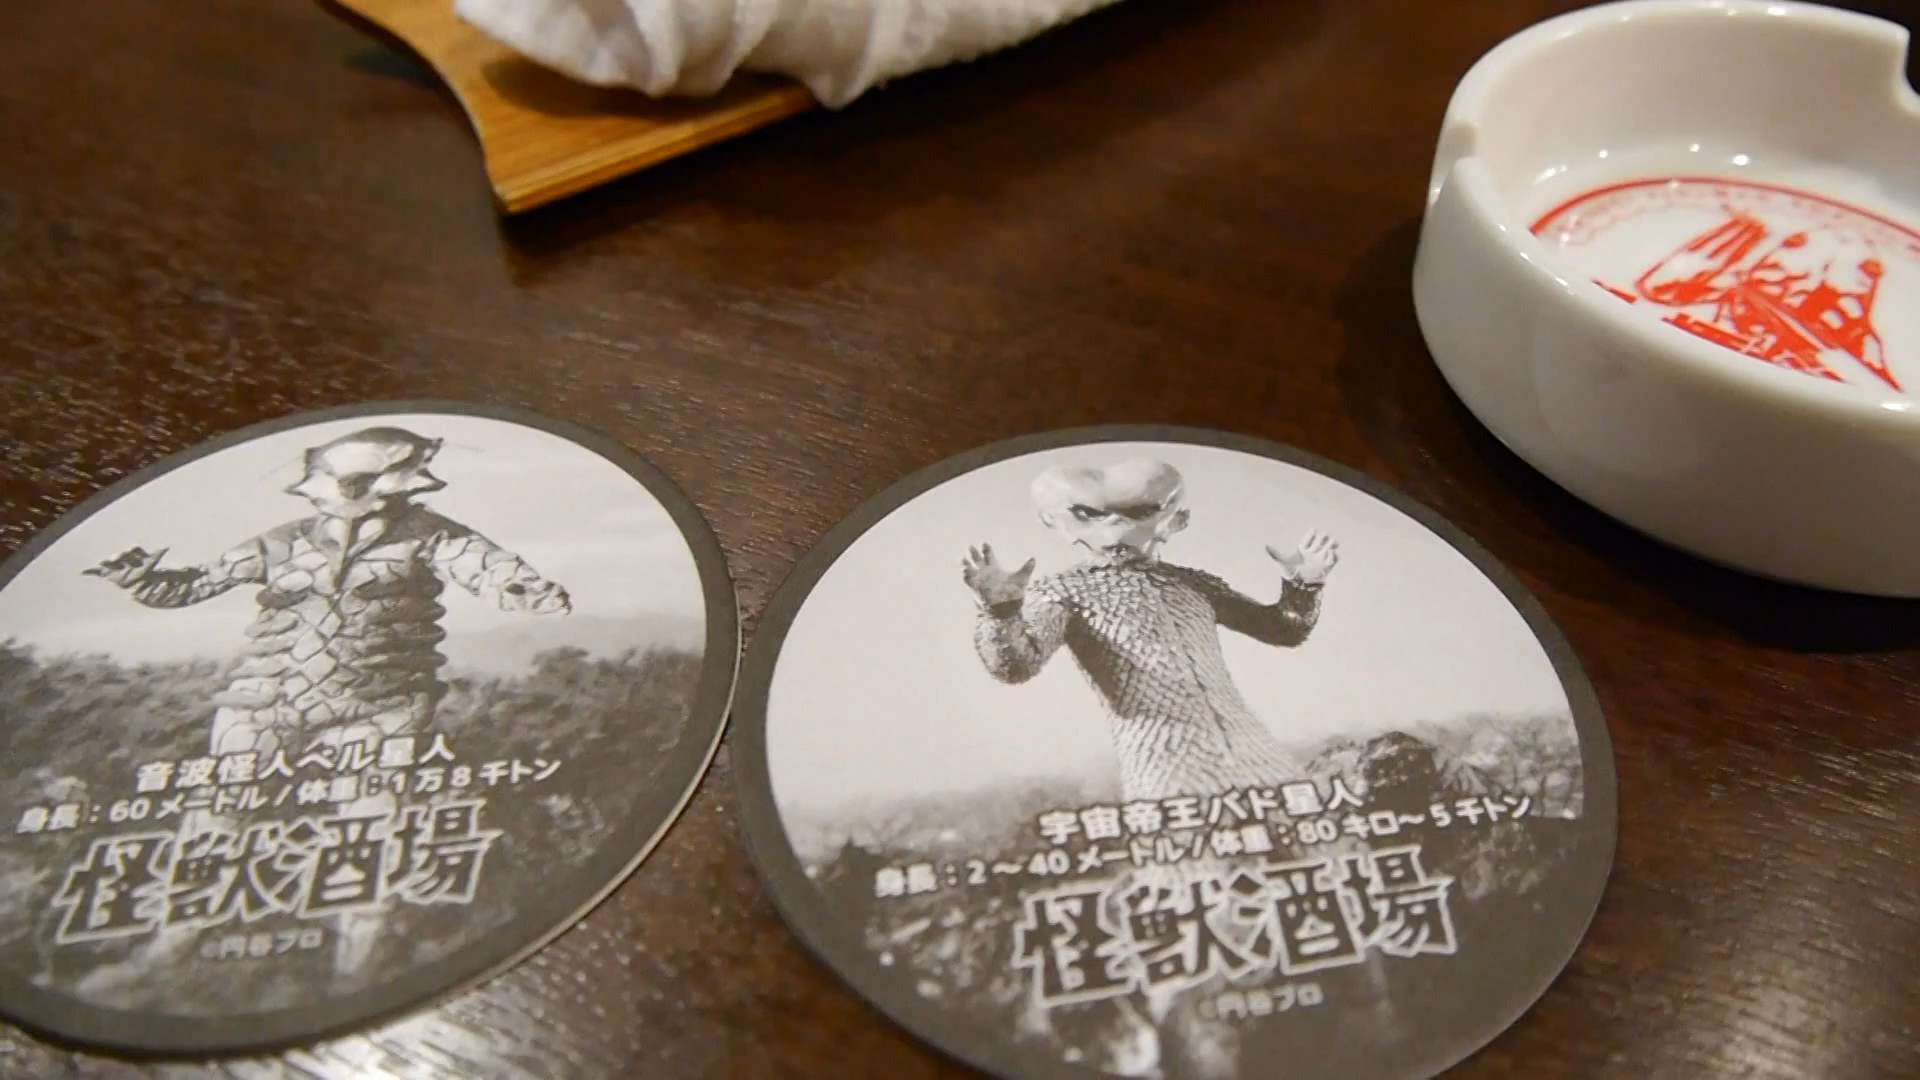 音波怪人ベル星人
身長：60メートル/体重：1万8千トン
怪獣酒場
©円谷プロ
宇宙帝王バド星人
身長：2〜40メートル/体重：80キロ〜5千トン
怪獣酒場
©円谷プロ